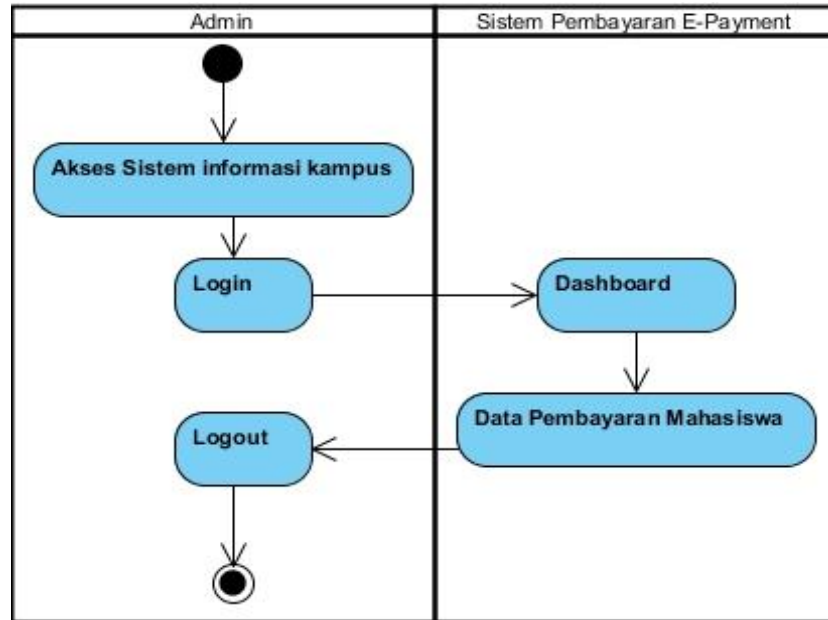 Admin
Sistem Pembayaran E-Payment
Akses Sistem informasi kampus
Login
Dashboard
Data Pembayaran Mahasiswa
Logout